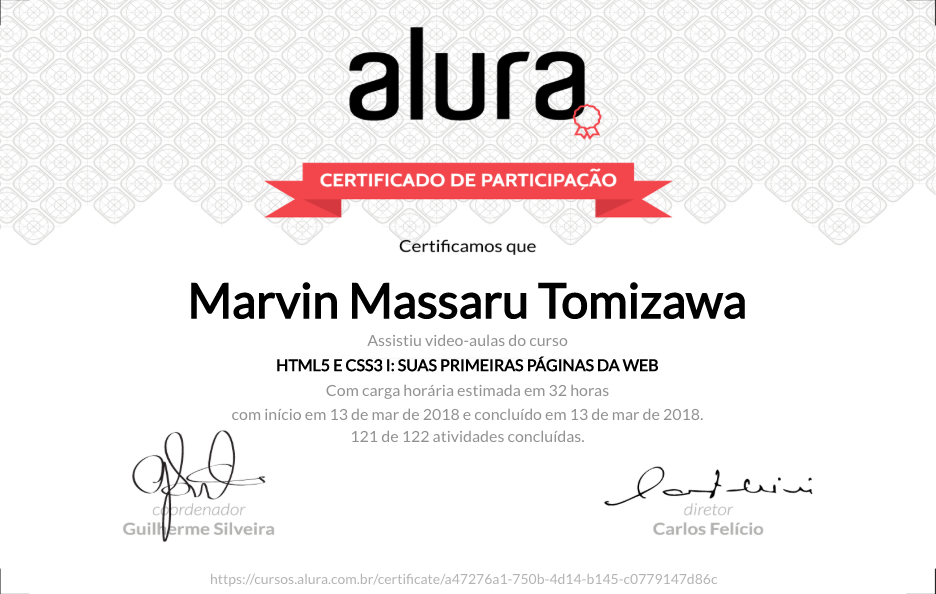 alura
CERTIFICADO DE PARTICIPAÇÃO
Certificamos que
Marvin Massaru Tomizawa
Assistiu video-aulas do curso
HTML5 E CSS3 I: SUAS PRIMEIRAS PÁGINAS DA WEB
Com carga horária estimada em 32 horas
com início em 13 de mar de 2018 e concluído em 13 de mar de 2018.
121 de 122 atividades concluídas.
coordenador
Guilherme Silveira
diretor
Carlos Felício
https://cursos.alura.com.br/certificate/a47276a1-750b-4d14-b145-c0779147d86c